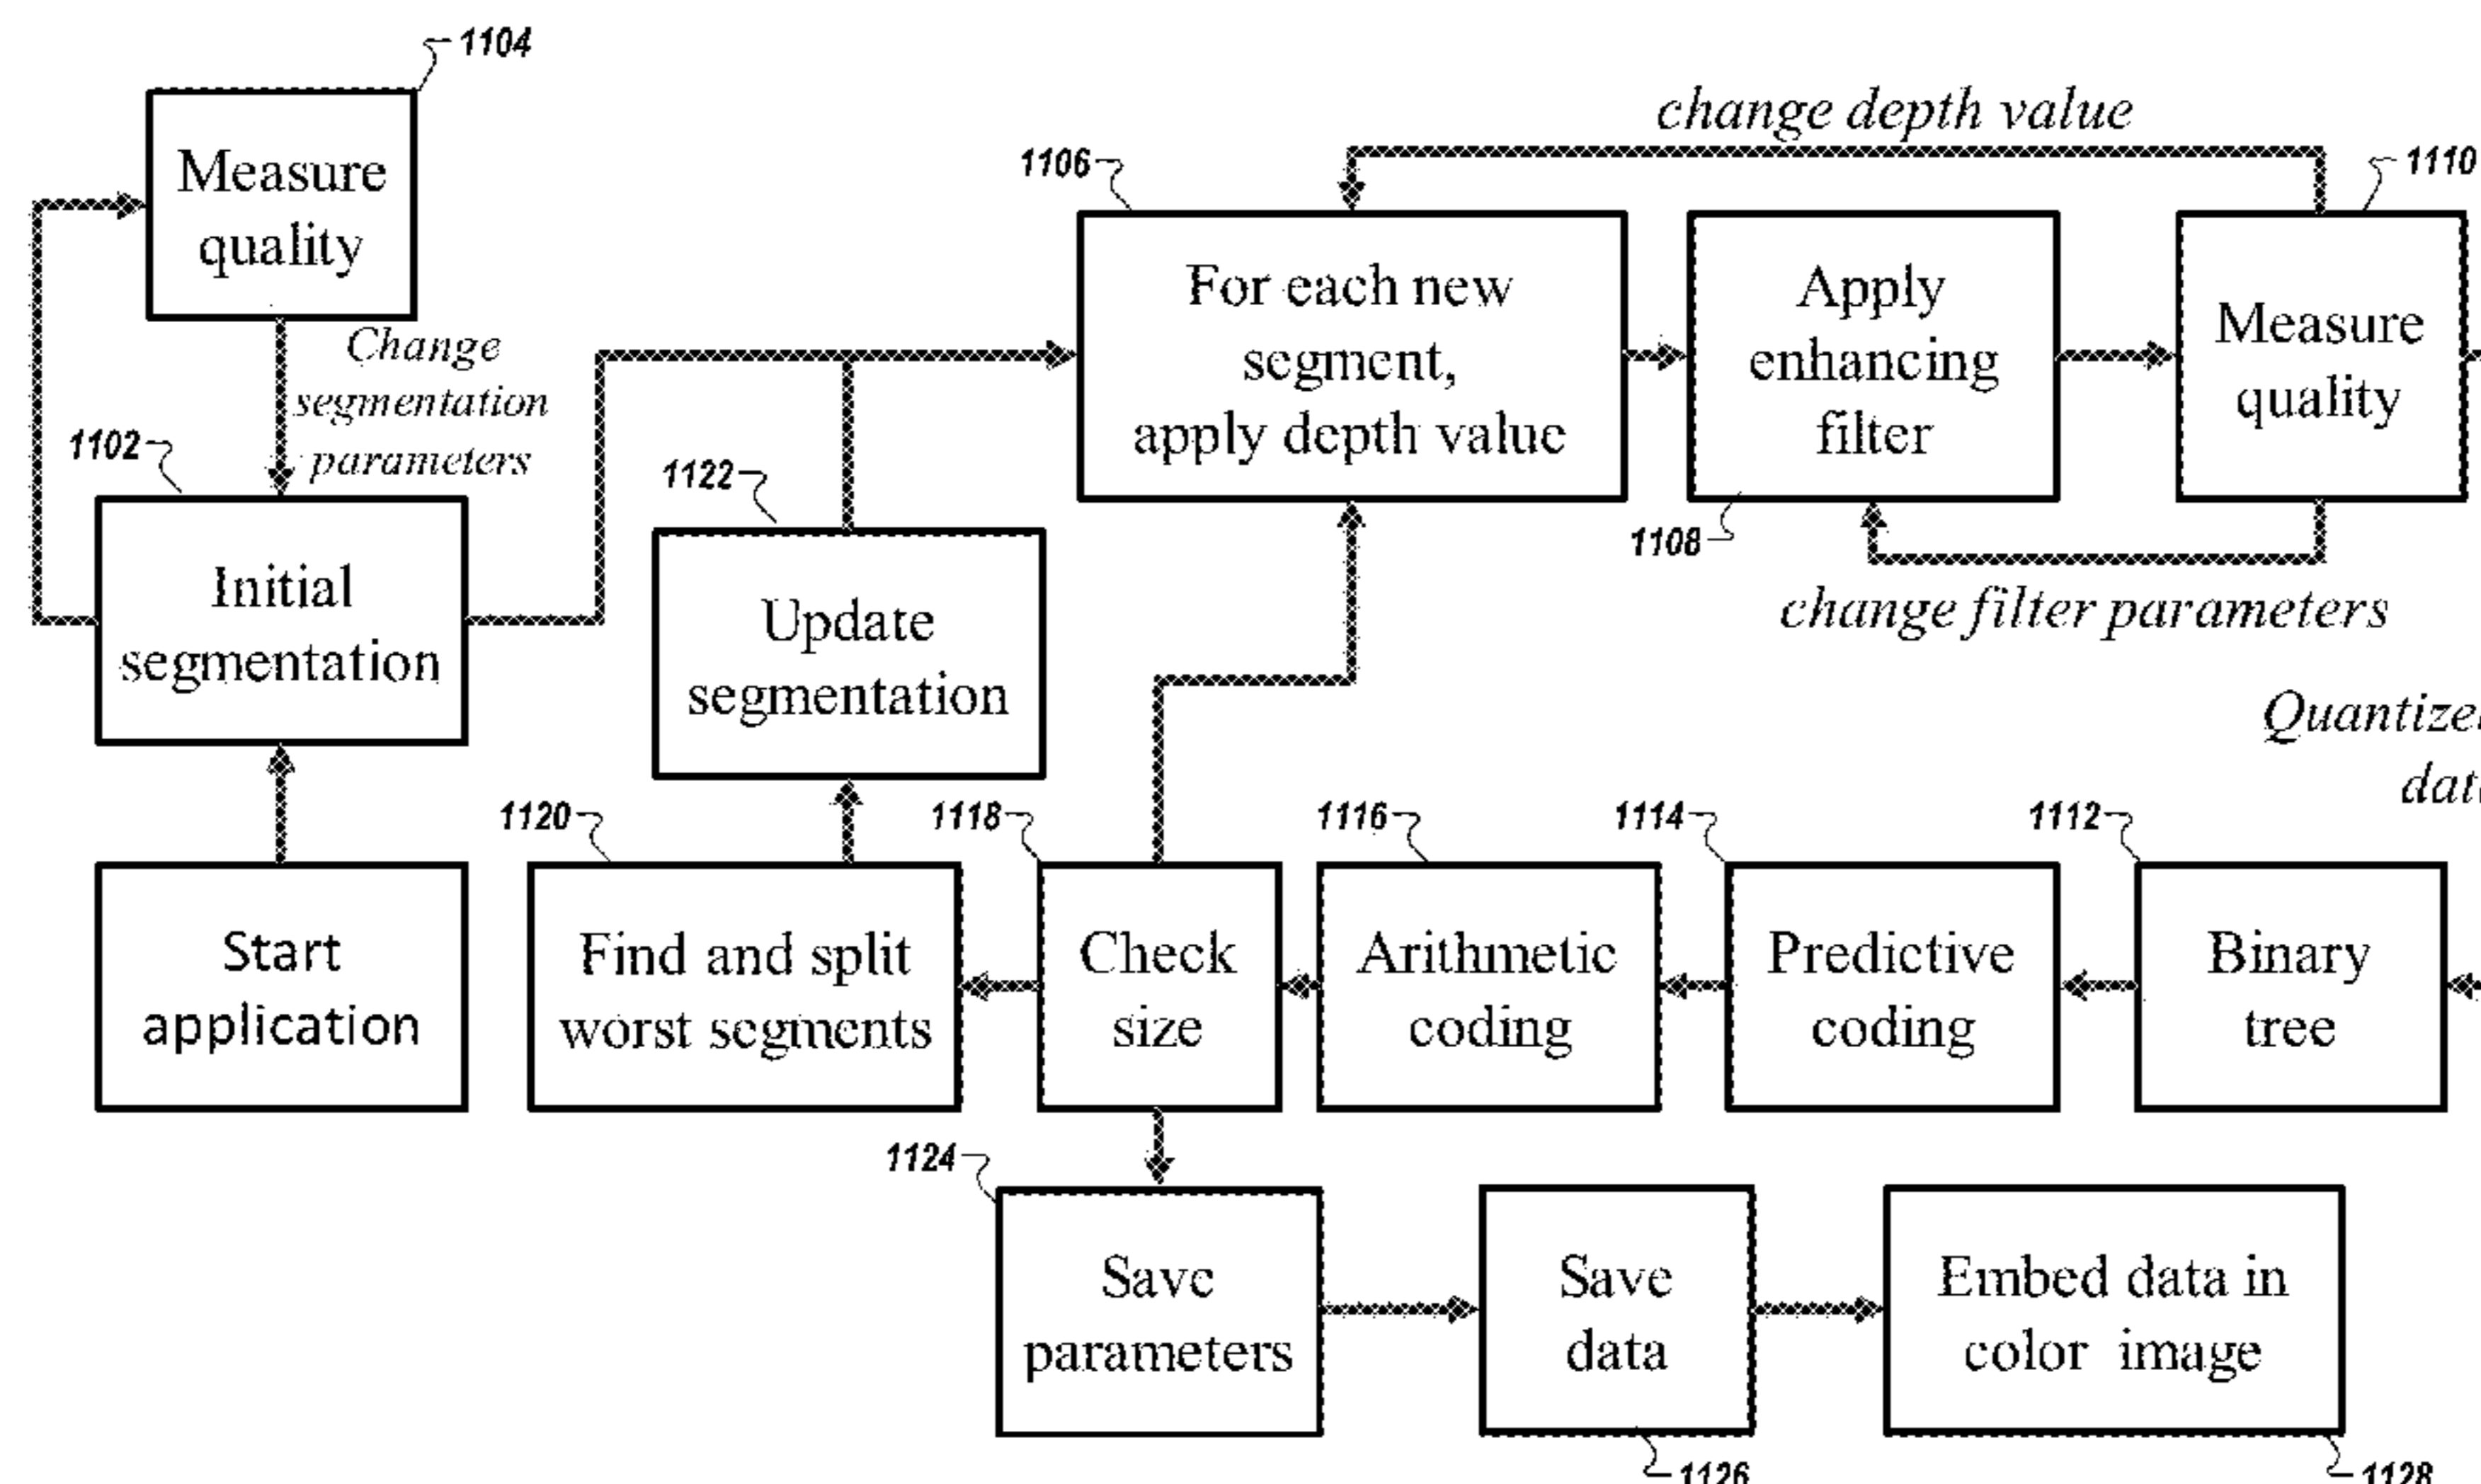 1104
Measure
quality
Change
segmentation
parameters
1102
Initial
segmentation
Start
application
1122
Update
segmentation
1106
For each new
segment,
apply depth value
change depth value
1108
Apply
enhancing
filter
1110
Measure
quality
change filter parameters
1120
Find and split
worst segments
1118
Check
size
1116
Arithmetic
coding
1114
Predictive
coding
1112
Binary
tree
1124
Save
parameters
Save
data
1126
Embed data in
color image
1128